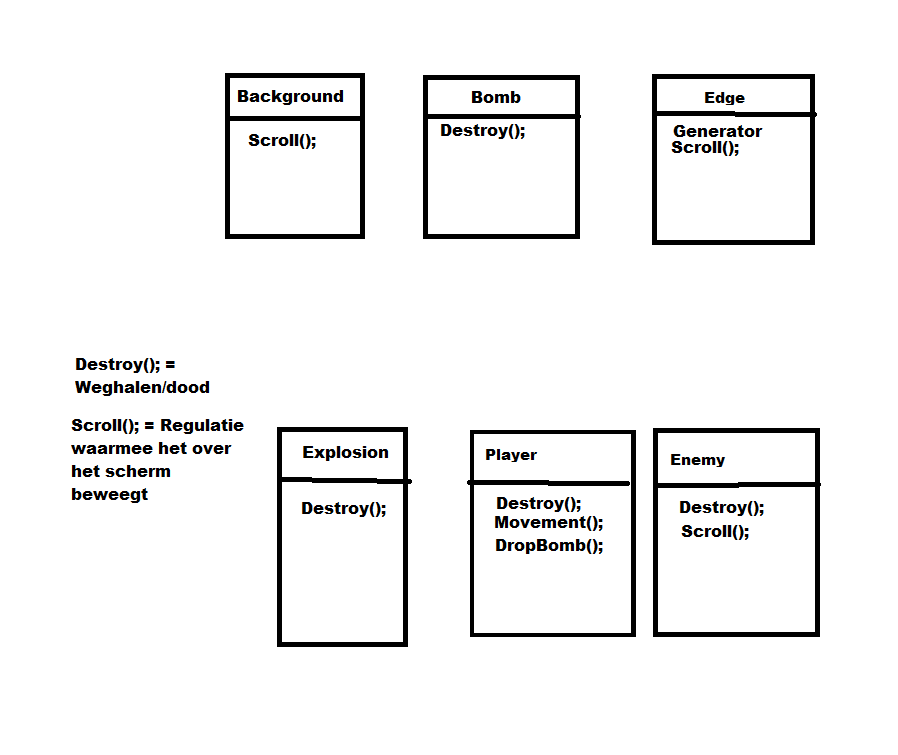 Background
Scroll();
Bomb
Destroy();
Edge
Generator
Scroll();
Destroy(); =
Weghalen/dood
Scroll(); = Regulatie
waarmee het over
het scherm
beweegt
Explosion
Destroy();
Player
Destroy();
Movement();
DropBomb();
Enemy
Destroy();
Scroll();